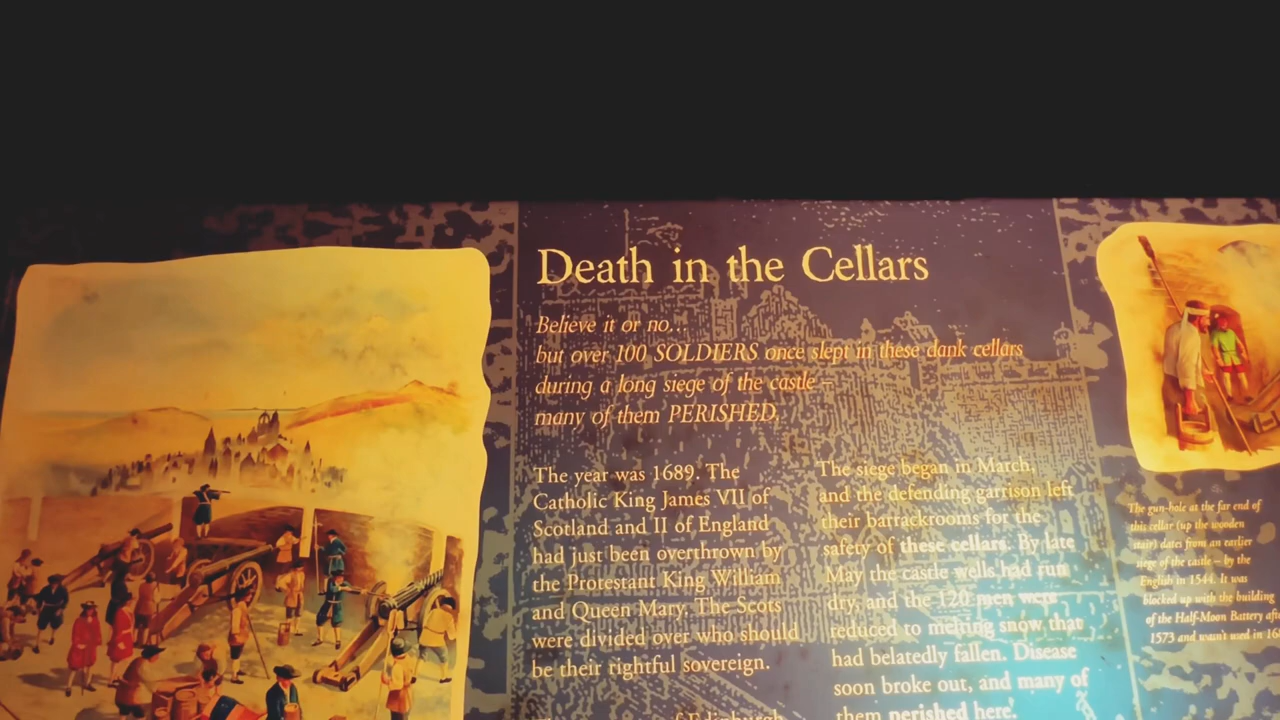 Death in the Cellars
Believe it or no...
but over 100 SOLDIERS once slept in these dank cellars
during a long siege of the castle –
many of them PERISHED.
The year was 1689. The
Catholic King James VII of
Scotland and II of England
had just been overthrown by
the Protestant King William
and Queen Mary. The Scots
were divided over who should
be their rightful sovereign.
of Edinburgh
The siege began in March,
and the defending garrison left
their barrackrooms for the
safety of these cellars. By late
May the castle wells had run
dry, and the 120 men were
reduced to melting snow that
had belatedly fallen. Disease
soon broke out, and many of
them perished here.
The gun-hole at the far end of
this cellar (up the wooden
stair) dates from an earlier
siege of the castle – by the
English in 1544. It was
blocked up with the building
of the Half-Moon Battery
1573 and wasn't used in